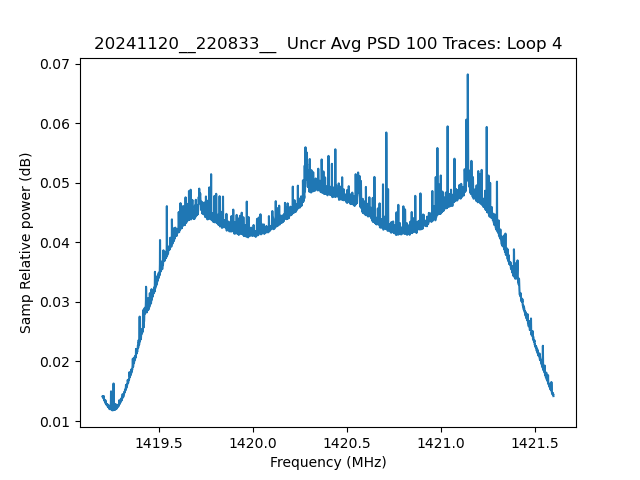 20241120__220833__  Uncr Avg PSD 100 Traces: Loop 4
0.07
0.06
0.05
0.04
0.03
0.02
0.01
Samp Relative power (dB)
1419.5 1420.0 1420.5 1421.0 1421.5
Frequency (MHz)